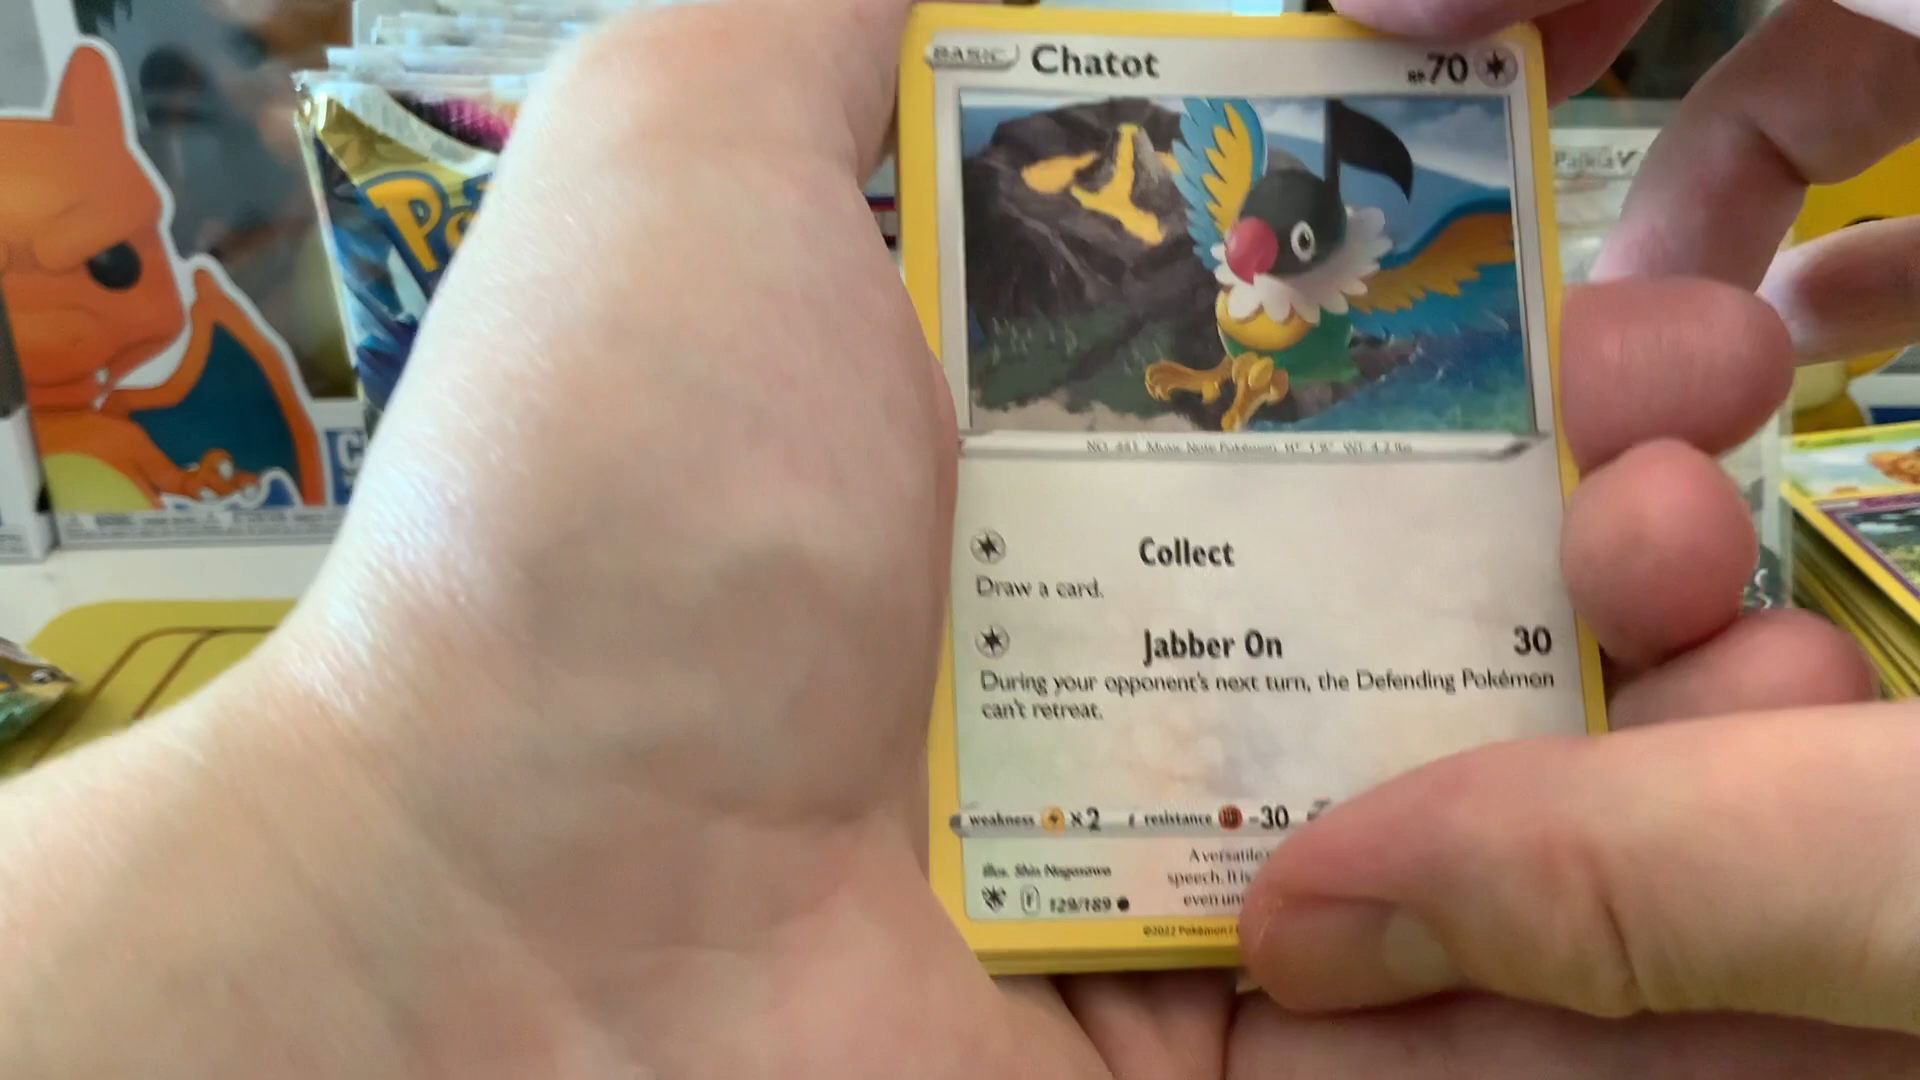 BASIC Chatot HP 70
Palkia V
NO. 441 Music Note Pokémon HT: 1'8" WT: 4.2 lbs
Collect
Draw a card.
Jabber On 30
During your opponent's next turn, the Defending Pokémon
can't retreat.
weakness ×2 resistance -30
A versatile
illus. Shin Nagasawa
speech. It is
F 129/189
even
©2022 Pokémon